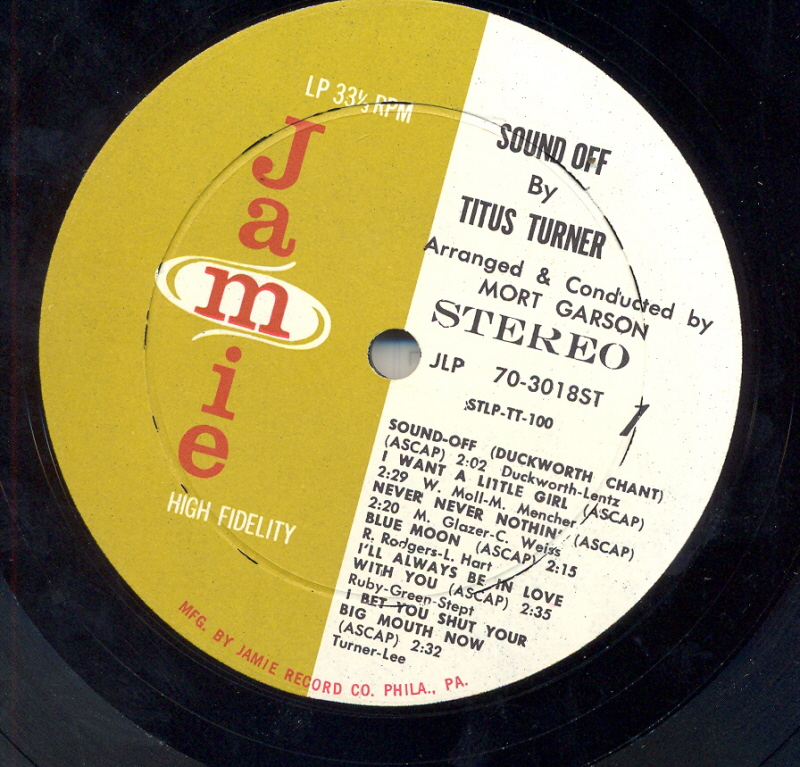 LP 33⅓ RPM
Jamie
HIGH FIDELITY
SOUND OFF
By
TITUS TURNER
Arranged & Conducted by
MORT GARSON
STEREO
JLP 70-3018ST
STLP-TT-100
1
SOUND-OFF (DUCKWORTH CHANT)
(ASCAP) 2:02 Duckworth-Lentz
I WANT A LITTLE GIRL (ASCAP)
2:29 W. Moll-M. Mencher
NEVER NEVER NOTHIN' (ASCAP)
2:20 M. Glazer-C. Weiss
BLUE MOON (ASCAP) 2:15
R. Rodgers-L. Hart
I'LL ALWAYS BE IN LOVE
WITH YOU (ASCAP) 2:35
Ruby-Green-Stept
I BET YOU SHUT YOUR
BIG MOUTH NOW
(ASCAP) 2:32
Turner-Lee
MFG. BY JAMIE RECORD CO. PHILA., PA.